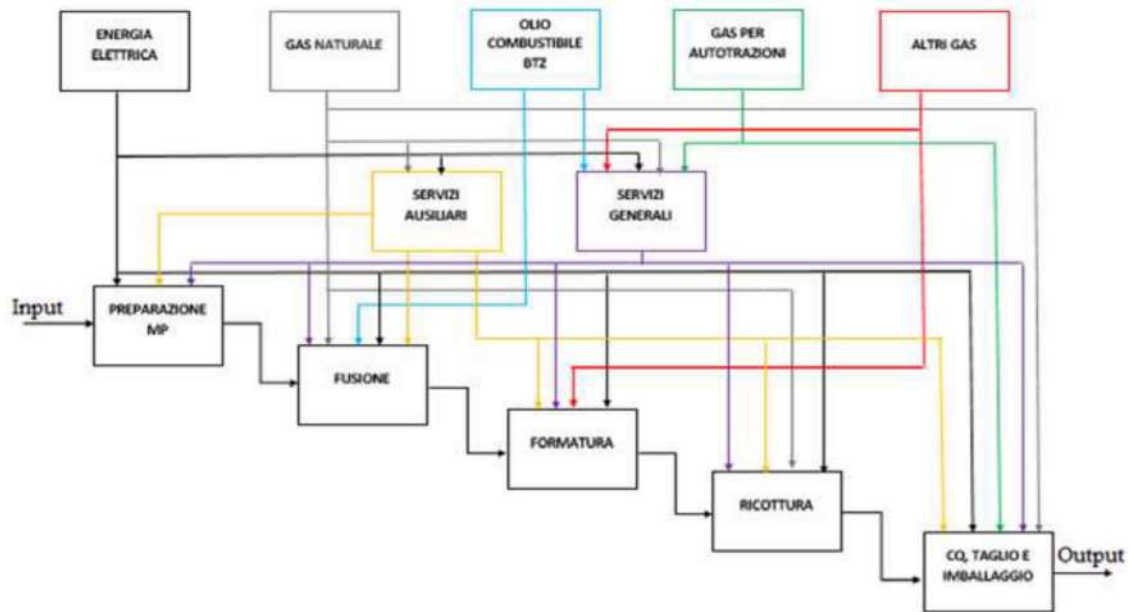 ENERGIA
ELETTRICA
GAS NATURALE
OLIO
COMBUSTIBILE
BTZ
GAS PER
AUTOTRAZIONI
ALTRI GAS
SERVIZI
AUSILIARI
SERVIZI
GENERALI
Input
PREPARAZIONE
MP
FUSIONE
FORMATURA
RICOTTURA
CQ, TAGLIO E
IMBALLAGGIO
Output